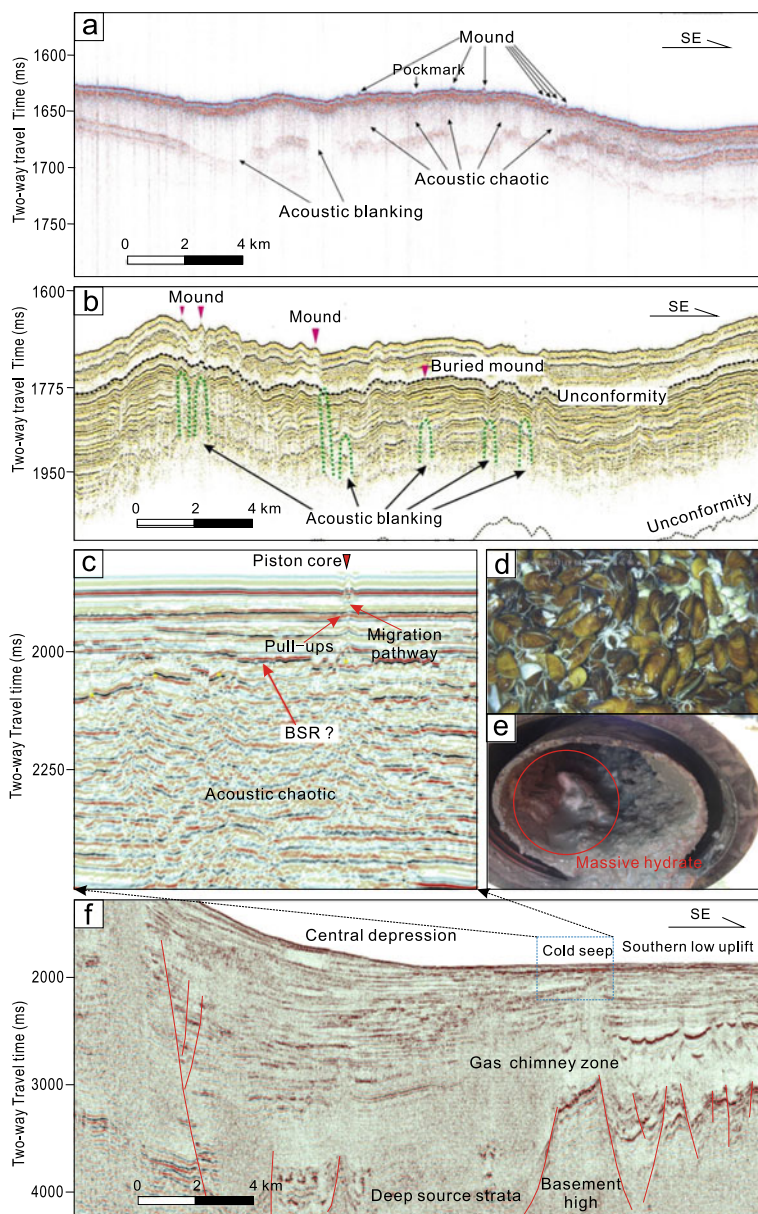 a
Mound
SE
Pockmark
Acoustic chaotic
Acoustic blanking
0 2 4 km
1600
1650
1700
1750
Two-way travel Time (ms)
b
Mound
Mound
SE
Buried mound
Unconformity
Acoustic blanking
Unconformity
0 2 4 km
1600
1775
1950
Two-way travel Time (ms)
c
Piston core
Pull-ups
Migration
pathway
BSR ?
Acoustic chaotic
2000
2250
Two-way Travel time (ms)
d
e
Massive hydrate
f
SE
Central depression
Cold seep
Southern low uplift
Gas chimney zone
Deep source strata
Basement
high
0 2 4 km
2000
3000
4000
Two-way Travel time (ms)